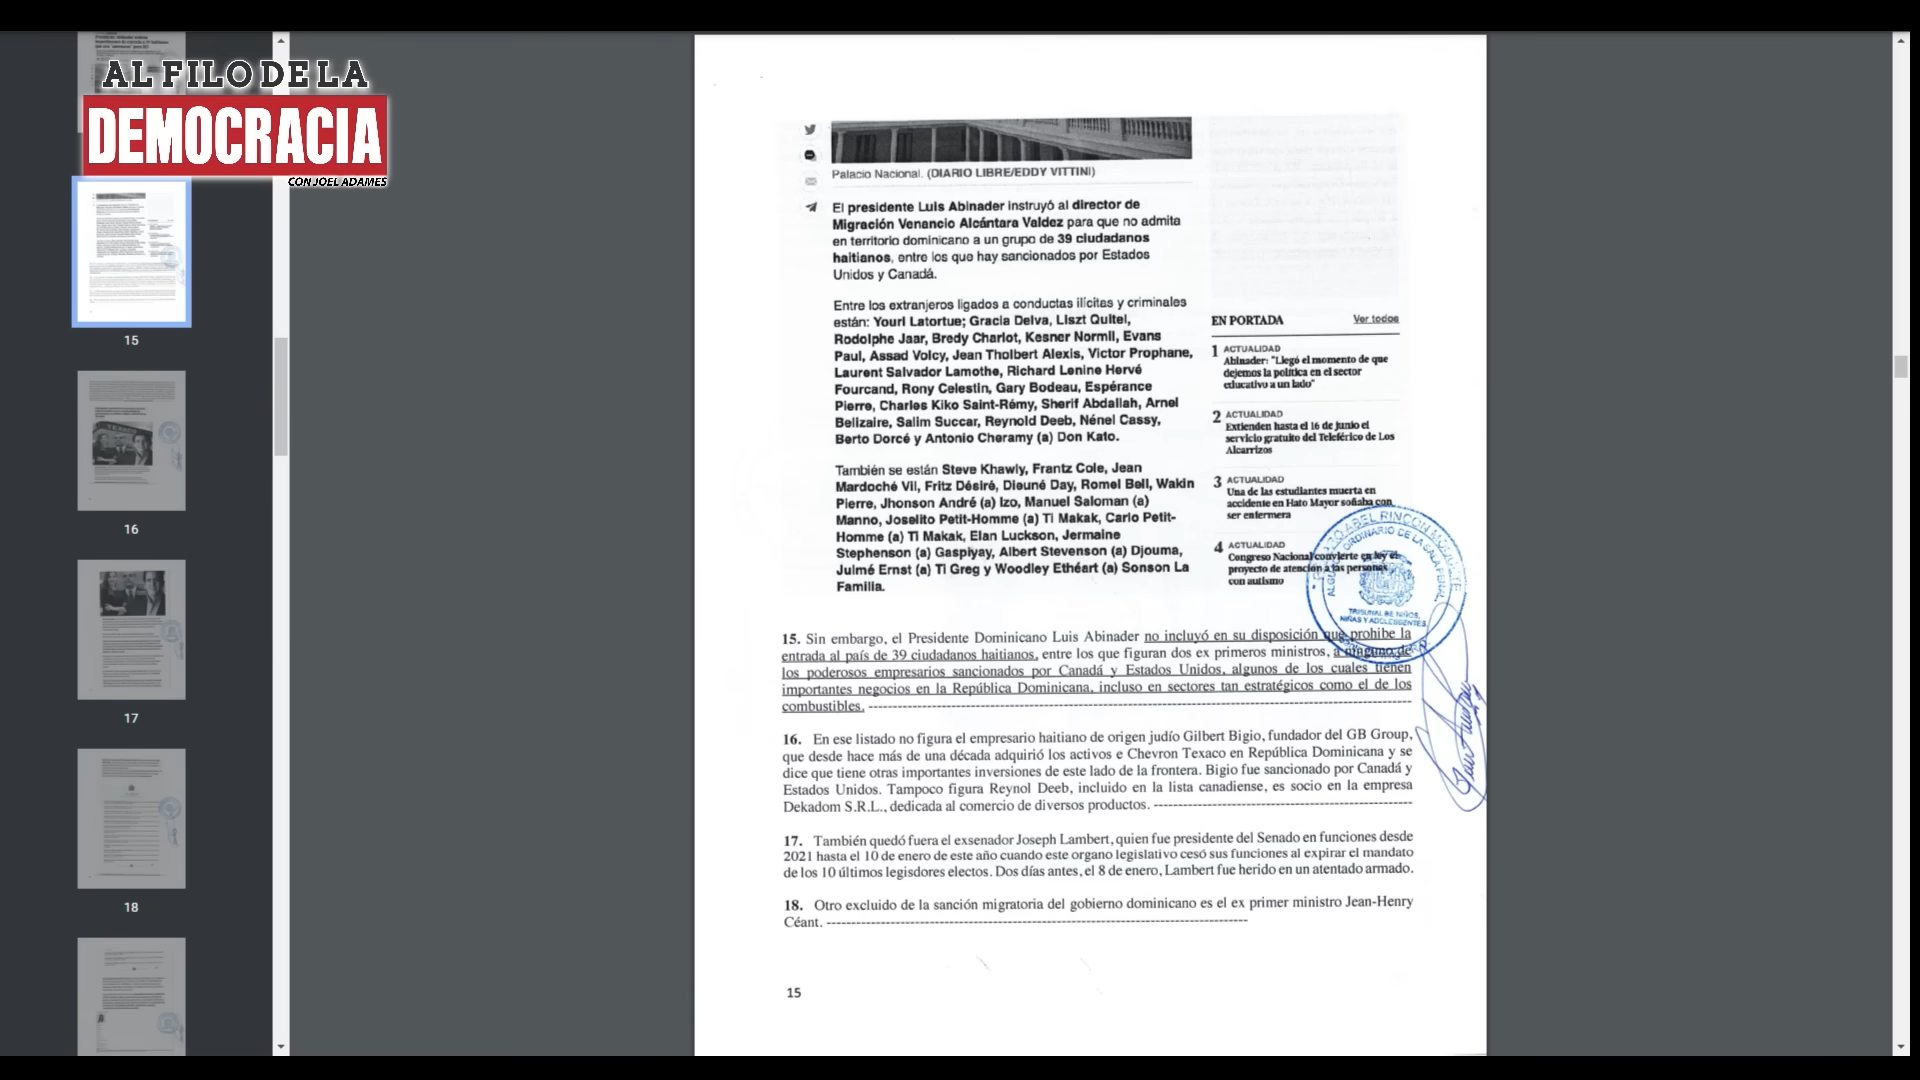 AL FILO DE LA
DEMOCRACIA
CON JOEL ADAMES
15
16
17
18
Palacio Nacional. (DIARIO LIBRE/EDDY VITTINI)
El presidente Luis Abinader instruyó al director de
Migración Venancio Alcántara Valdez para que no admita
en territorio dominicano a un grupo de 39 ciudadanos
haitianos, entre los que hay sancionados por Estados
Unidos y Canadá.
Entre los extranjeros ligados a conductas ilícitas y criminales
están: Youri Latortue; Gracia Delva, Liszt Quitel,
Rodolphe Jaar, Bredy Charlot, Kesner Normil, Evans
Paul, Assad Volcy, Jean Tholbert Alexis, Victor Prophane,
Laurent Salvador Lamothe, Richard Lenine Hervé
Fourcand, Rony Celestin, Gary Bodeau, Espérance
Pierre, Charles Kiko Saint-Rémy, Sherif Abdallah, Arnel
Belizaire, Salim Succar, Reynold Deeb, Nénel Cassy,
Berto Dorcé y Antonio Cheramy (a) Don Kato.
También se están Steve Khawly, Frantz Cole, Jean
Mardoché Vil, Fritz Désiré, Dieuné Day, Romel Bell, Wakin
Pierre, Jhonson André (a) Izo, Manuel Saloman (a)
Manno, Joselito Petit-Homme (a) Ti Makak, Carlo Petit-
Homme (a) Ti Makak, Elan Luckson, Jermaine
Stephenson (a) Gaspiyay, Albert Stevenson (a) Djouma,
Julmé Ernst (a) Ti Greg y Woodley Ethéart (a) Sonson La
Familia.
EN PORTADA Ver todos
1 ACTUALIDAD
Abinader: "Llegó el momento de que
dejemos la política en el sector
educativo a un lado"
2 ACTUALIDAD
Extienden hasta el 16 de junio el
servicio gratuito del Teleférico de Los
Alcarrizos
3 ACTUALIDAD
Una de las estudiantes muerta en
accidente en Hato Mayor soñaba con
ser enfermera
4 ACTUALIDAD
Congreso Nacional convierte en ley el
proyecto de atención a las personas
con autismo
TRIBUNAL DE NIÑOS,
NIÑAS Y ADOLESCENTES
15. Sin embargo, el Presidente Dominicano Luis Abinader no incluyó en su disposición que prohibe la
entrada al país de 39 ciudadanos haitianos, entre los que figuran dos ex primeros ministros, a ninguno de
los poderosos empresarios sancionados por Canadá y Estados Unidos, algunos de los cuales tienen
importantes negocios en la República Dominicana, incluso en sectores tan estratégicos como el de los
combustibles.
16. En ese listado no figura el empresario haitiano de origen judío Gilbert Bigio, fundador del GB Group,
que desde hace más de una década adquirió los activos e Chevron Texaco en República Dominicana y se
dice que tiene otras importantes inversiones de este lado de la frontera. Bigio fue sancionado por Canadá y
Estados Unidos. Tampoco figura Reynol Deeb, incluido en la lista canadiense, es socio en la empresa
Dekadom S.R.L., dedicada al comercio de diversos productos.
17. También quedó fuera el exsenador Joseph Lambert, quien fue presidente del Senado en funciones desde
2021 hasta el 10 de enero de este año cuando este organo legislativo cesó sus funciones al expirar el mandato
de los 10 últimos legisdores electos. Dos días antes, el 8 de enero, Lambert fue herido en un atentado armado.
18. Otro excluido de la sanción migratoria del gobierno dominicano es el ex primer ministro Jean-Henry
Céant.
15